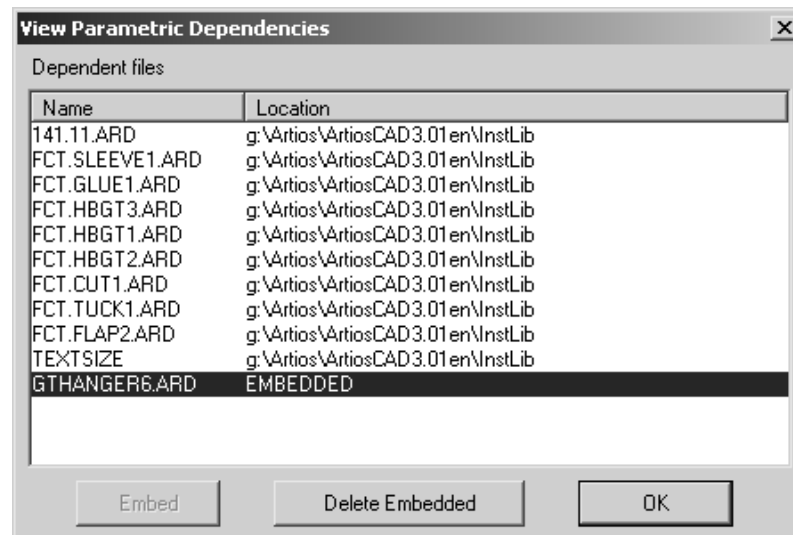 View Parametric Dependencies
Dependent files
Name Location
141.11.ARD g:\Artios\ArtiosCAD3.01en\InstLib
FCT.SLEEVE1.ARD g:\Artios\ArtiosCAD3.01en\InstLib
FCT.GLUE1.ARD g:\Artios\ArtiosCAD3.01en\InstLib
FCT.HBGT3.ARD g:\Artios\ArtiosCAD3.01en\InstLib
FCT.HBGT1.ARD g:\Artios\ArtiosCAD3.01en\InstLib
FCT.HBGT2.ARD g:\Artios\ArtiosCAD3.01en\InstLib
FCT.CUT1.ARD g:\Artios\ArtiosCAD3.01en\InstLib
FCT.TUCK1.ARD g:\Artios\ArtiosCAD3.01en\InstLib
FCT.FLAP2.ARD g:\Artios\ArtiosCAD3.01en\InstLib
TEXTSIZE g:\Artios\ArtiosCAD3.01en\InstLib
GTHANGER6.ARD EMBEDDED
Embed Delete Embedded OK